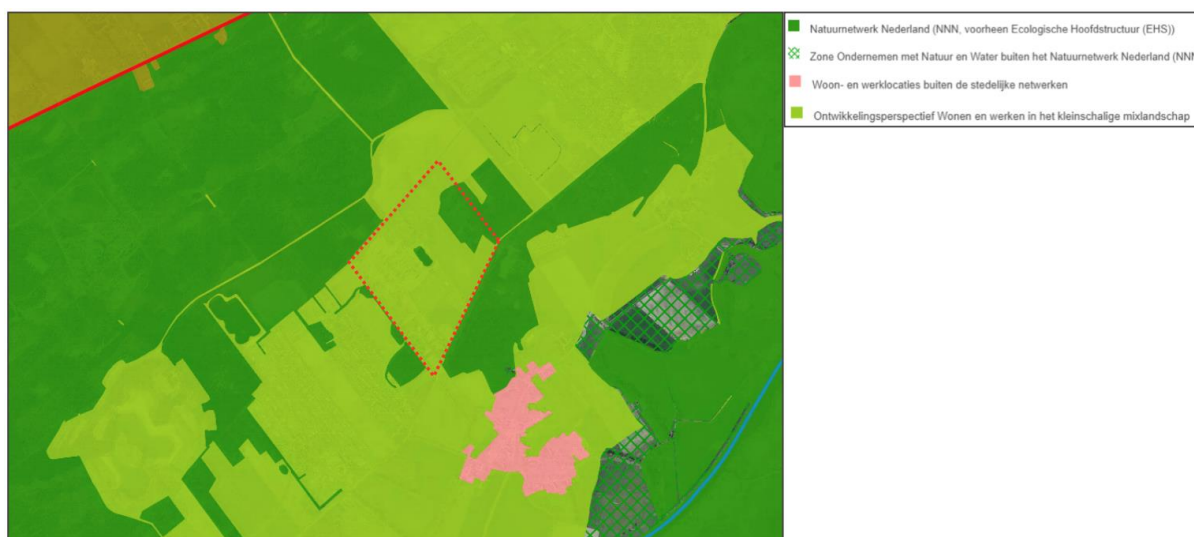 Natuurnetwerk Nederland (NNN, voorheen Ecologische Hoofdstructuur (EHS))
Zone Ondernemen met Natuur en Water buiten het Natuurnetwerk Nederland (NNN
Woon- en werklocaties buiten de stedelijke netwerken
Ontwikkelingsperspectief Wonen en werken in het kleinschalige mixlandschap